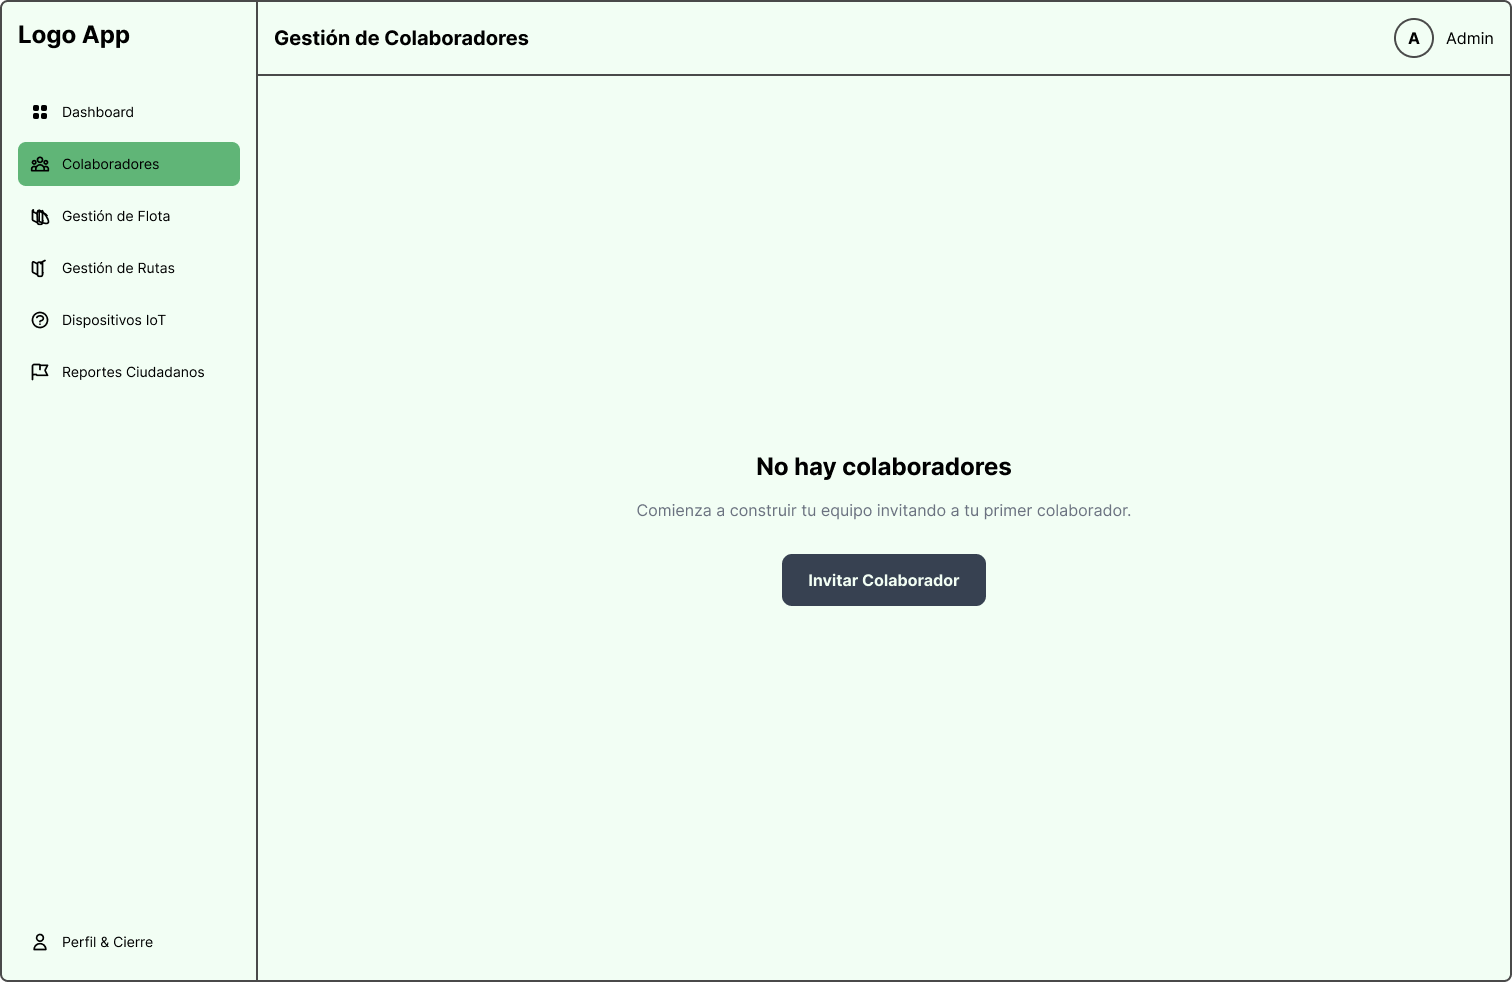 Logo App
Dashboard
Colaboradores
Gestión de Flota
Gestión de Rutas
Dispositivos IoT
Reportes Ciudadanos
Perfil & Cierre
Gestión de Colaboradores
A Admin
No hay colaboradores
Comienza a construir tu equipo invitando a tu primer colaborador.
Invitar Colaborador